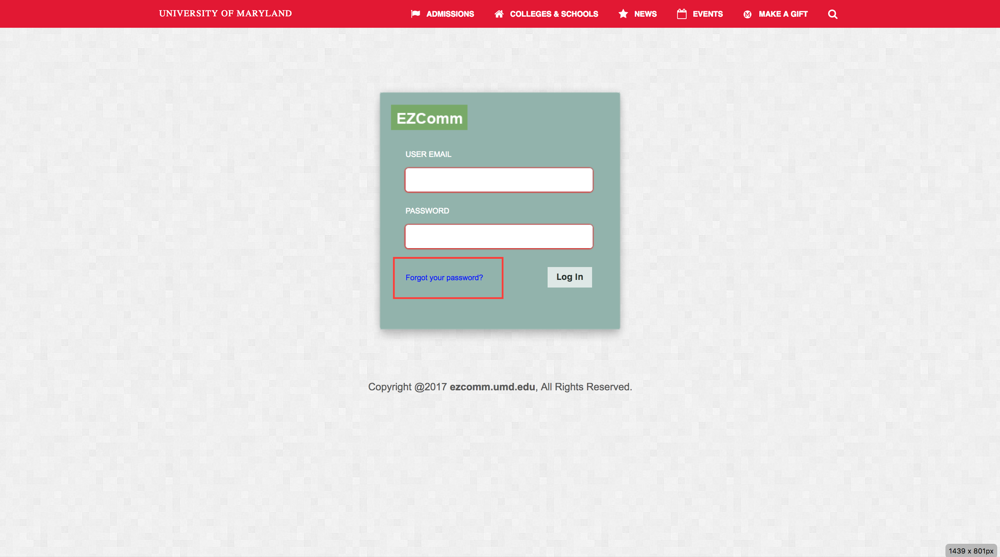 UNIVERSITY OF MARYLAND
ADMISSIONS
COLLEGES & SCHOOLS
NEWS
EVENTS
M
MAKE A GIFT
EZComm
USER EMAIL
PASSWORD
Forgot your password?
Log In
Copyright @2017 ezcomm.umd.edu, All Rights Reserved.
1439 x 801px